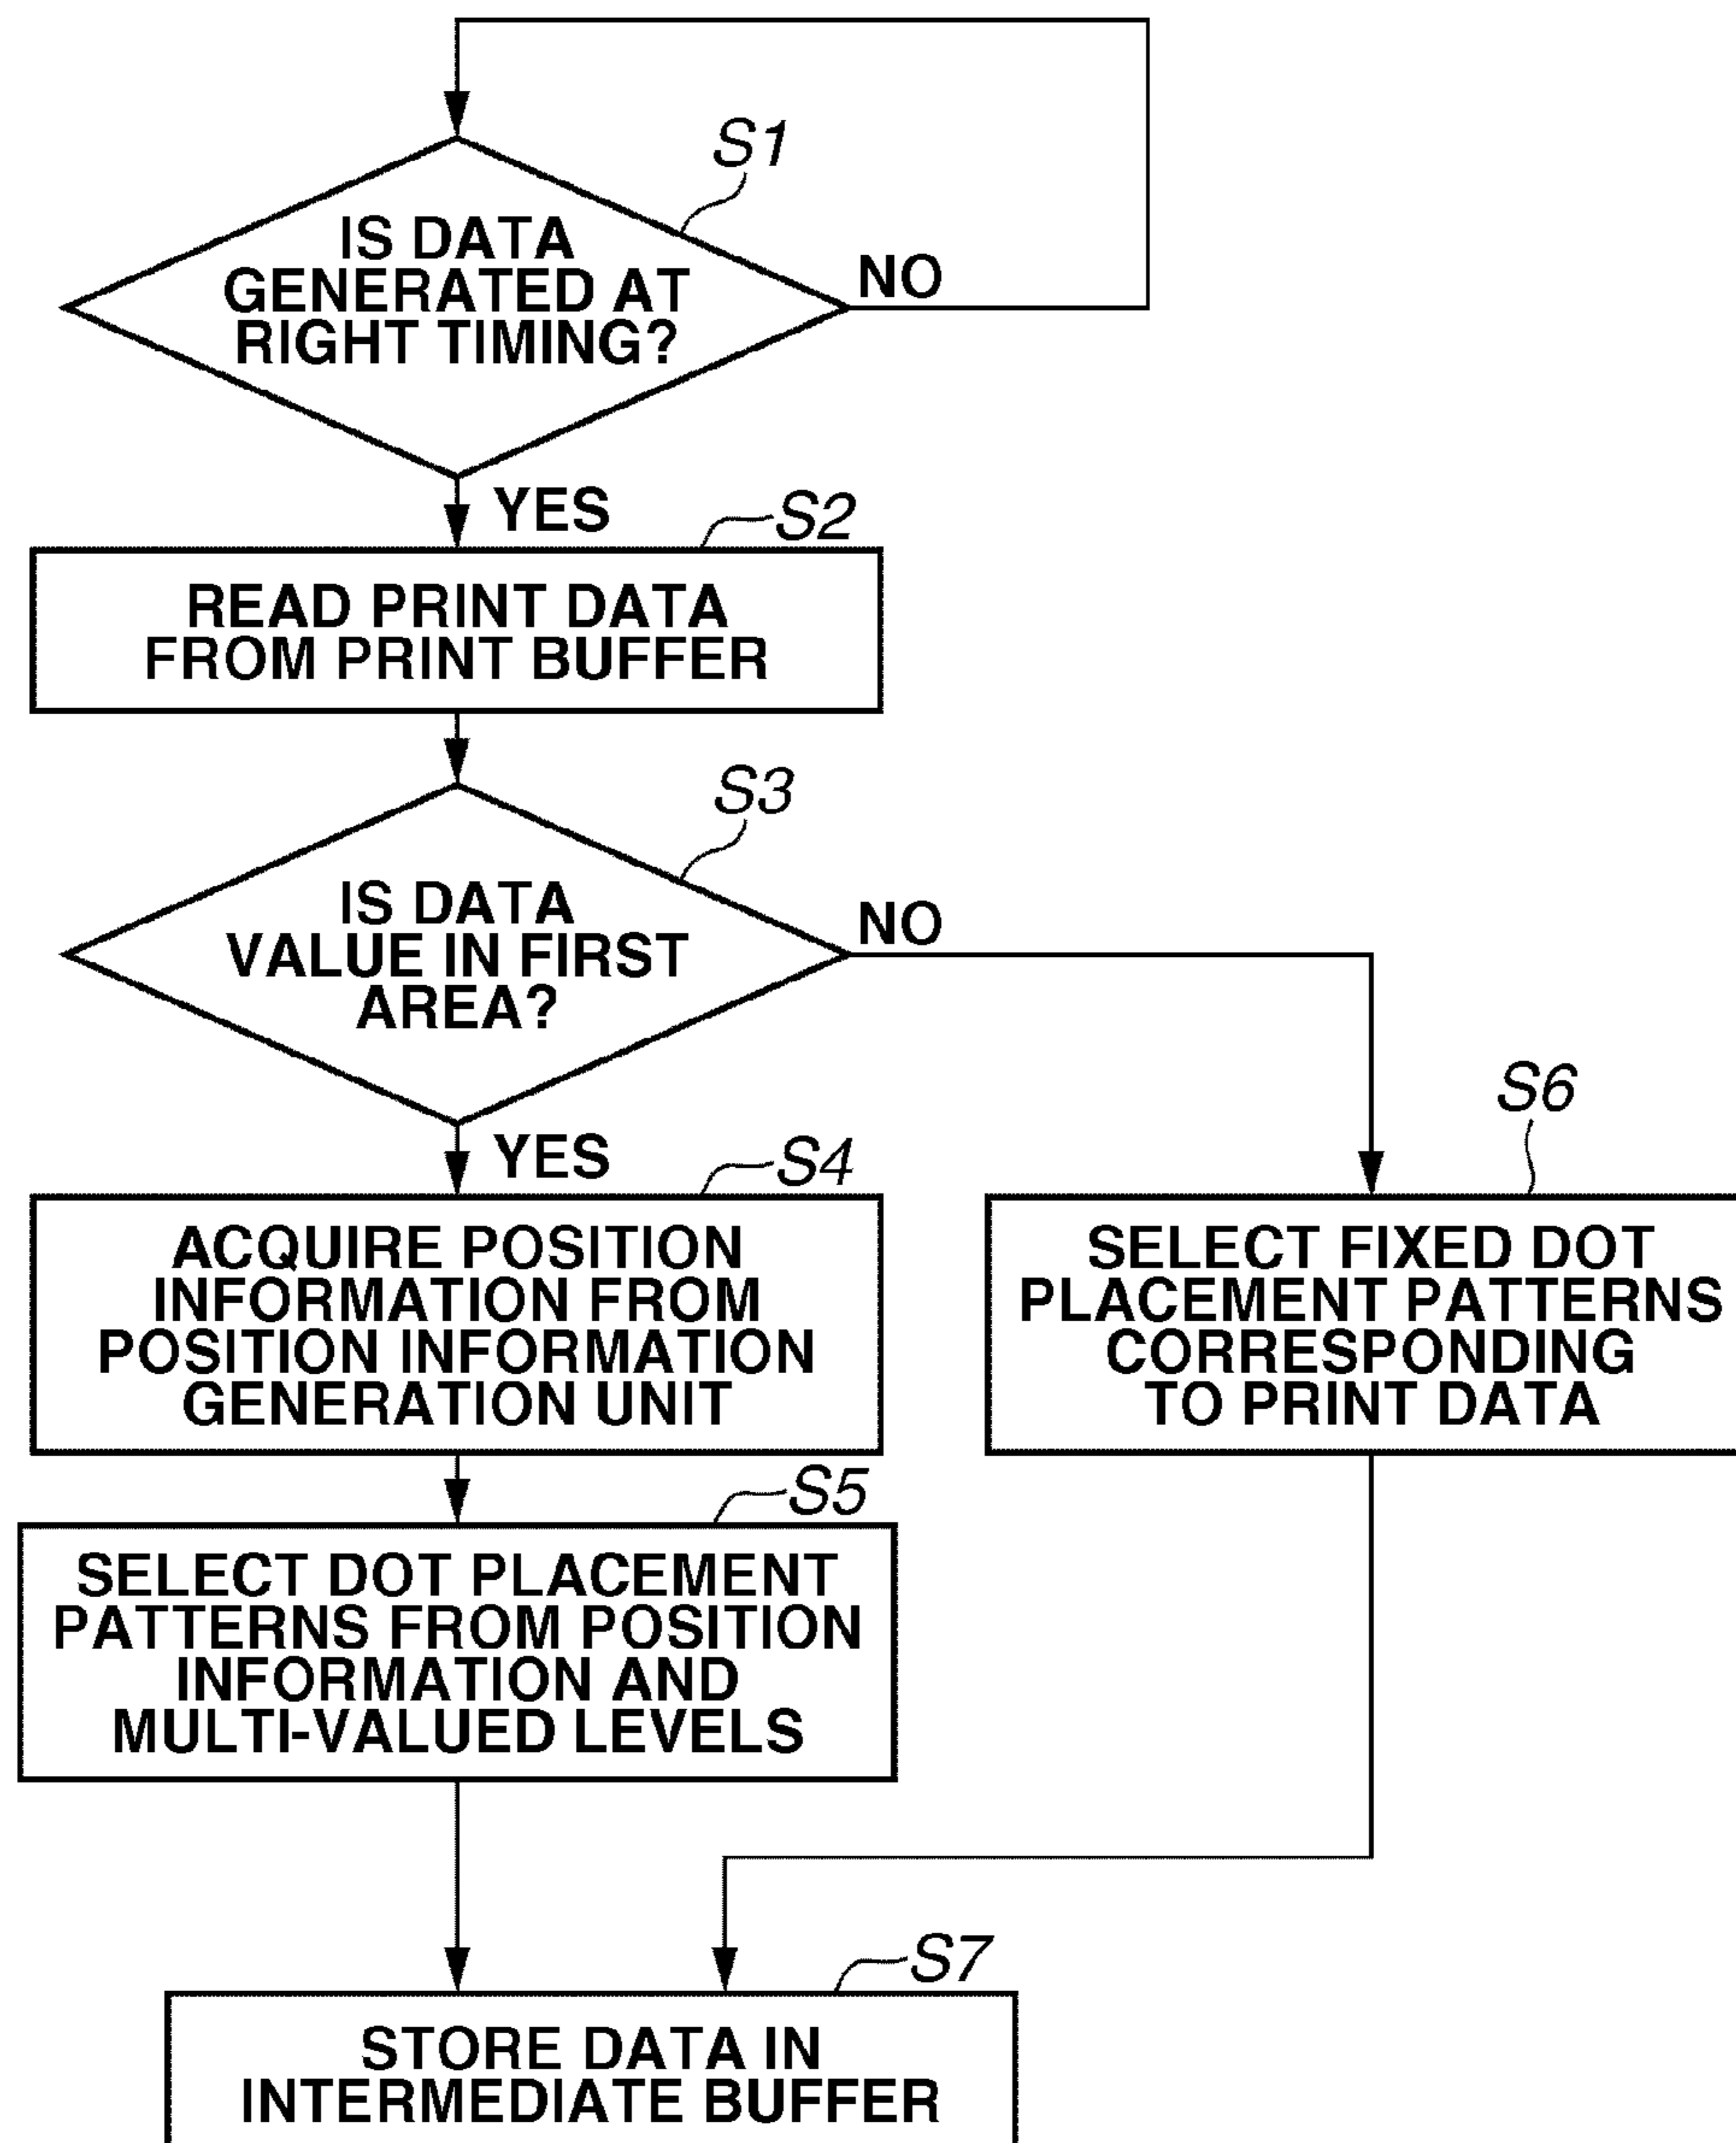 S1
IS DATA
GENERATED AT
RIGHT TIMING?
NO
YES
S2
READ PRINT DATA
FROM PRINT BUFFER
S3
IS DATA
VALUE IN FIRST
AREA?
NO
YES
S4
ACQUIRE POSITION
INFORMATION FROM
POSITION INFORMATION
GENERATION UNIT
S6
SELECT FIXED DOT
PLACEMENT PATTERNS
CORRESPONDING
TO PRINT DATA
S5
SELECT DOT PLACEMENT
PATTERNS FROM POSITION
INFORMATION AND
MULTI-VALUED LEVELS
S7
STORE DATA IN
INTERMEDIATE BUFFER